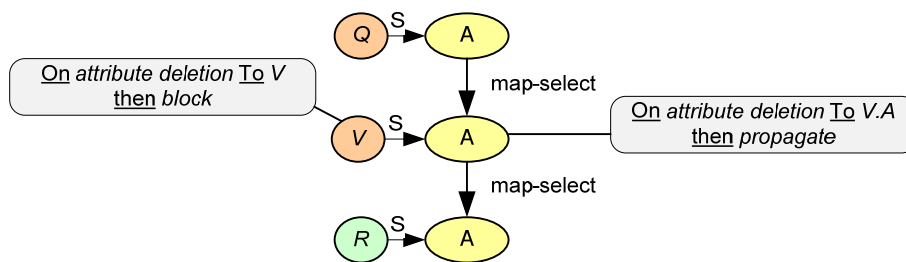 Q S A
map-select
On attribute deletion To V
then block
V S A
On attribute deletion To V.A
then propagate
map-select
R S A